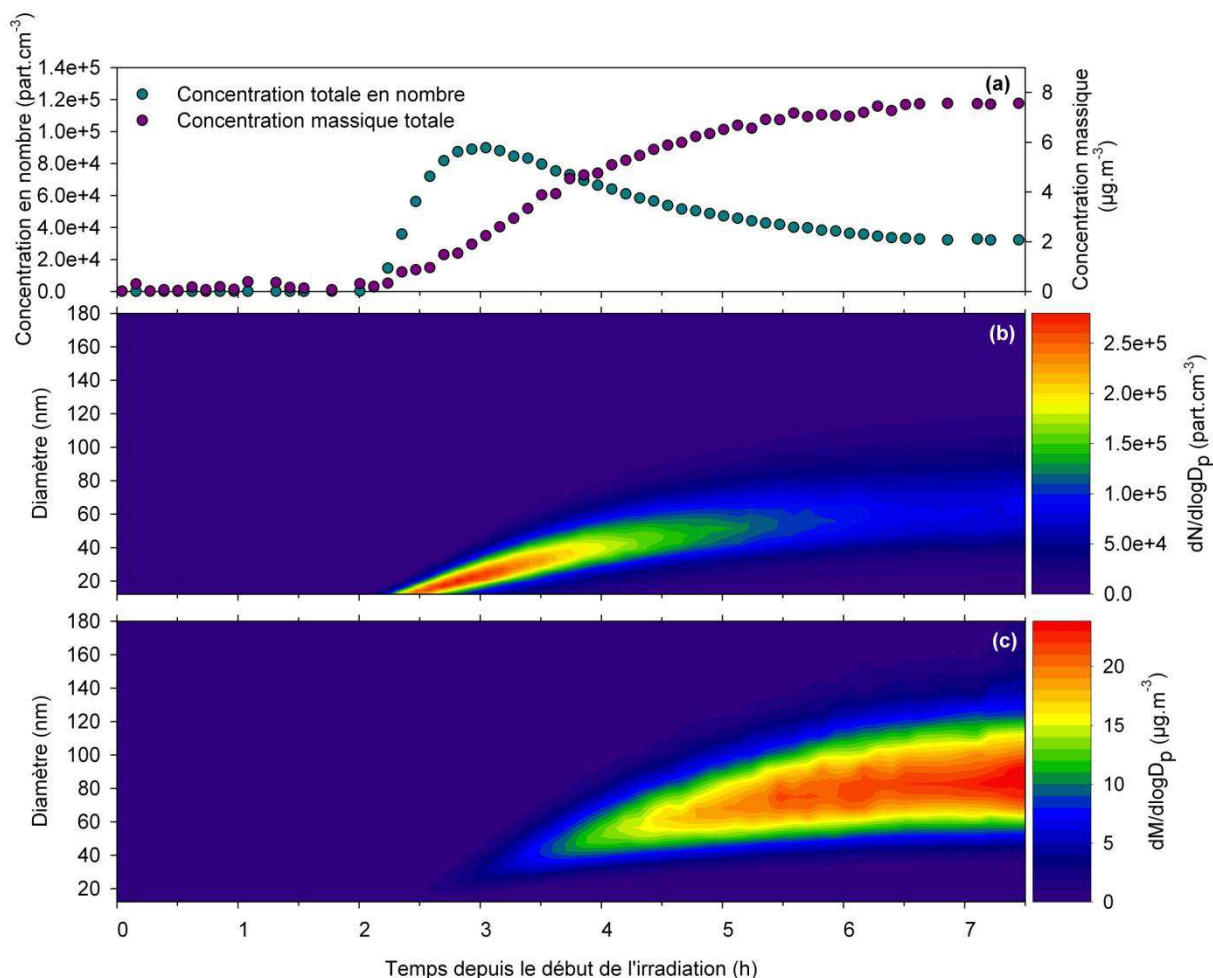 Concentration en nombre (part.cm-3)
1.4e+5
1.2e+5
1.0e+5
8.0e+4
6.0e+4
4.0e+4
2.0e+4
0.0
Concentration totale en nombre
Concentration massique totale
(a)
8
6
4
2
0
Concentration massique
(µg.m-3)
Diamètre (nm)
180
160
140
120
100
80
60
40
20
(b)
2.5e+5
2.0e+5
1.5e+5
1.0e+5
5.0e+4
0.0
dN/dlogDp (part.cm-3)
Diamètre (nm)
180
160
140
120
100
80
60
40
20
(c)
20
15
10
5
0
dM/dlogDp (µg.m-3)
0 1 2 3 4 5 6 7
Temps depuis le début de l'irradiation (h)